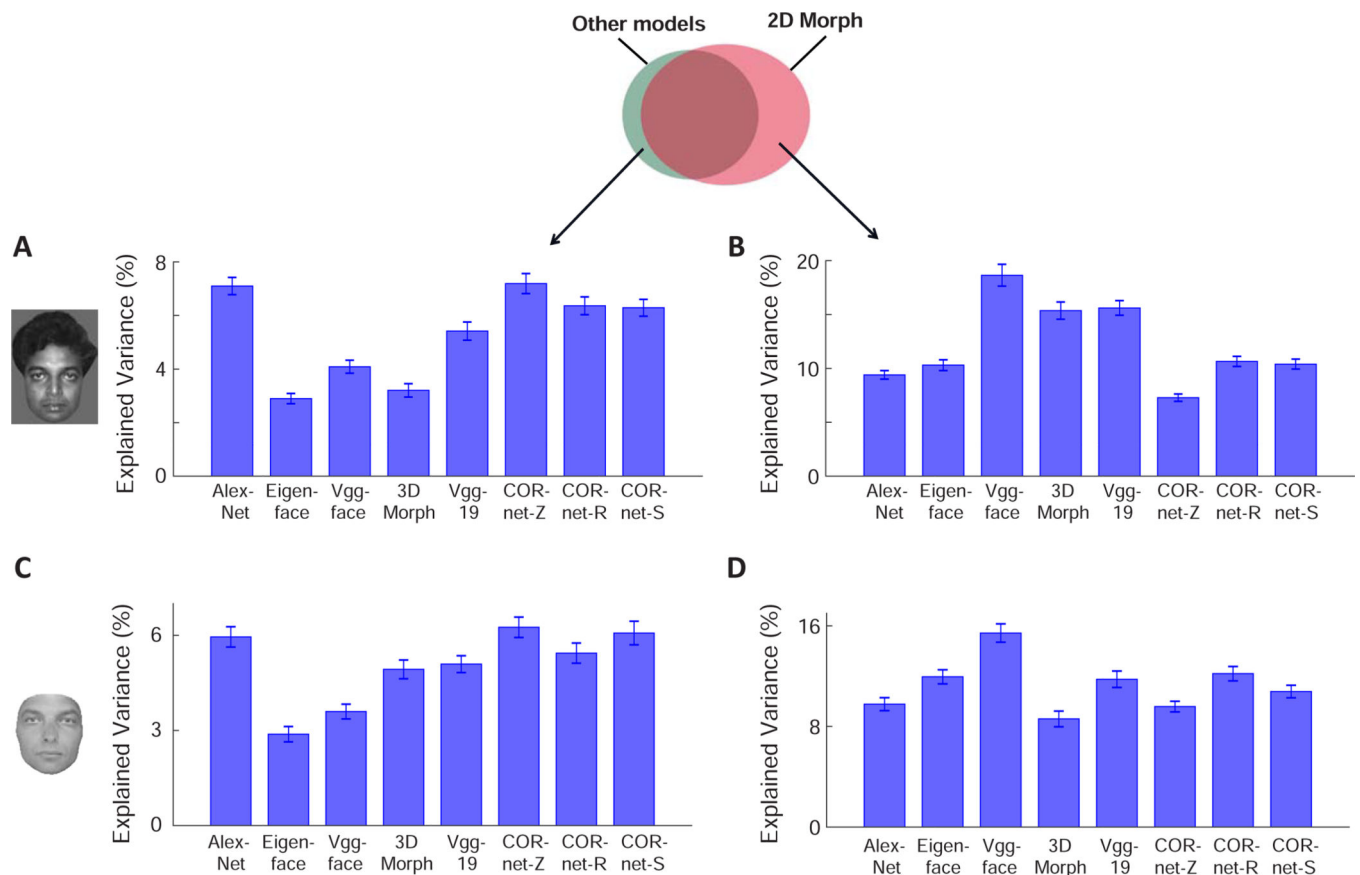 Other models
2D Morph
A
Explained Variance (%)
8
4
0
Alex-
Net
Eigen-
face
Vgg-
face
3D
Morph
Vgg-
19
COR-
net-Z
COR-
net-R
COR-
net-S
B
Explained Variance (%)
20
10
0
Alex-
Net
Eigen-
face
Vgg-
face
3D
Morph
Vgg-
19
COR-
net-Z
COR-
net-R
COR-
net-S
C
Explained Variance (%)
6
3
0
Alex-
Net
Eigen-
face
Vgg-
face
3D
Morph
Vgg-
19
COR-
net-Z
COR-
net-R
COR-
net-S
D
Explained Variance (%)
16
8
0
Alex-
Net
Eigen-
face
Vgg-
face
3D
Morph
Vgg-
19
COR-
net-Z
COR-
net-R
COR-
net-S